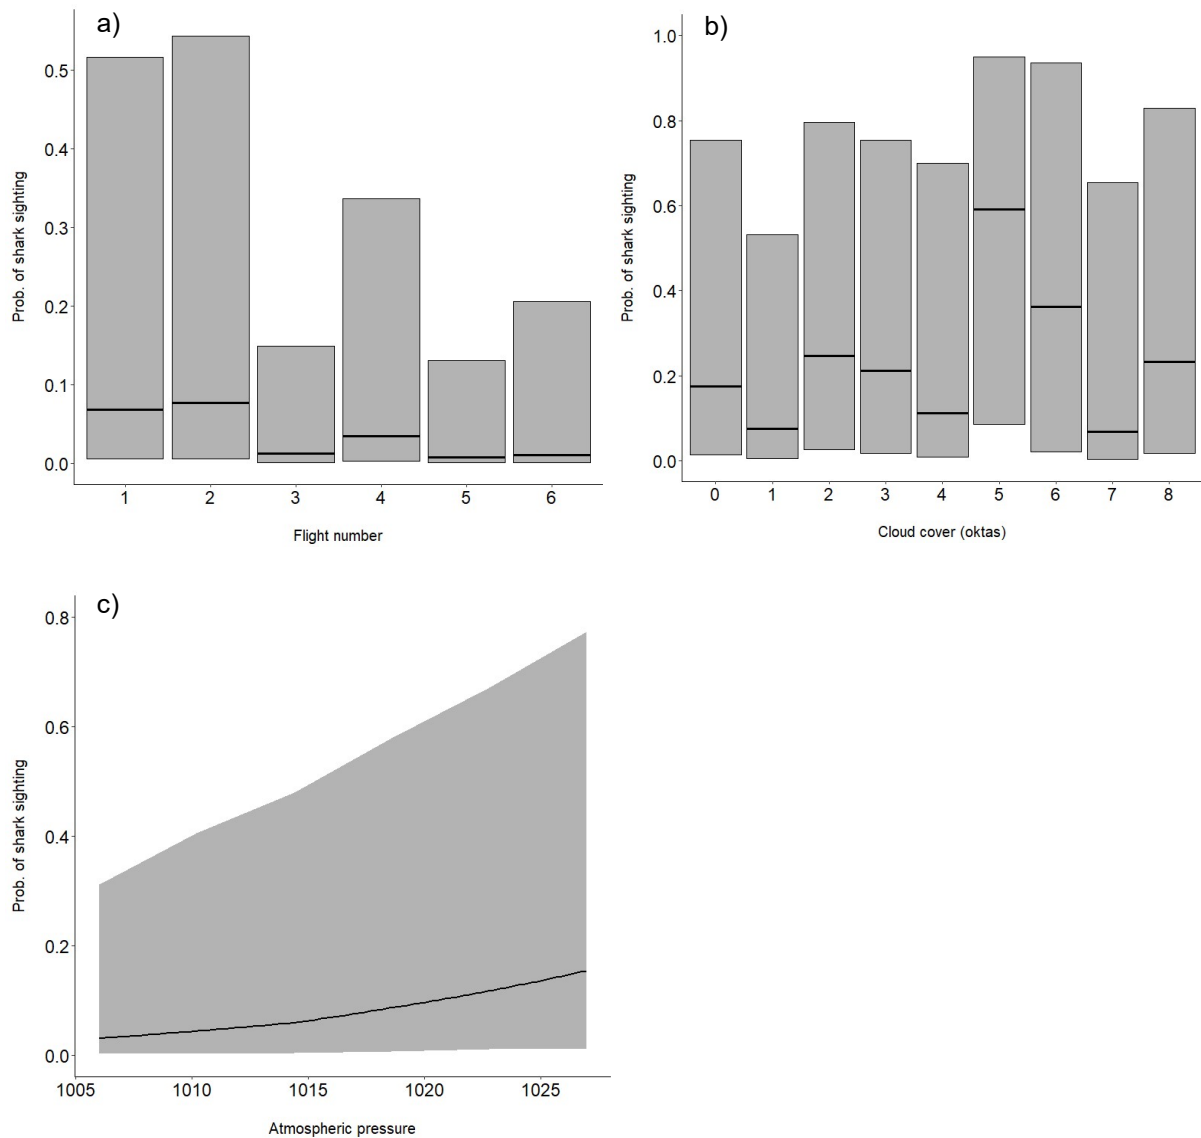 a)
0.5
0.4
0.3
0.2
0.1
0.0
Prob. of shark sighting
1 2 3 4 5 6
Flight number
b)
1.0
0.8
0.6
0.4
0.2
0.0
Prob. of shark sighting
0 1 2 3 4 5 6 7 8
Cloud cover (oktas)
c)
0.8
0.6
0.4
0.2
0.0
Prob. of shark sighting
1005 1010 1015 1020 1025
Atmospheric pressure